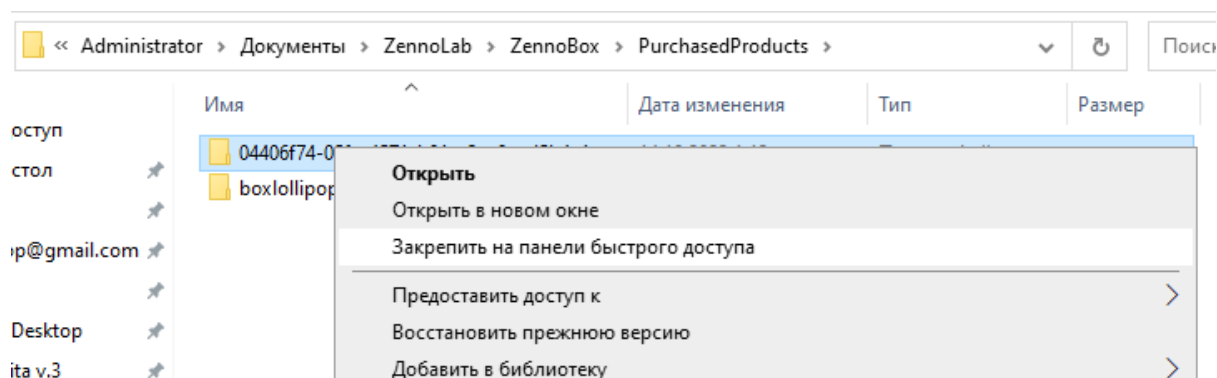 « Administrator > Документы > ZennoLab > ZennoBox > PurchasedProducts > Поиск
Имя Дата изменения Тип Размер
оступ
04406f74-0
стол
Открыть
boxlollipop
Открыть в новом окне
p@gmail.com
Закрепить на панели быстрого доступа
Предоставить доступ к
Desktop
Восстановить прежнюю версию
ita v.3
Добавить в библиотеку